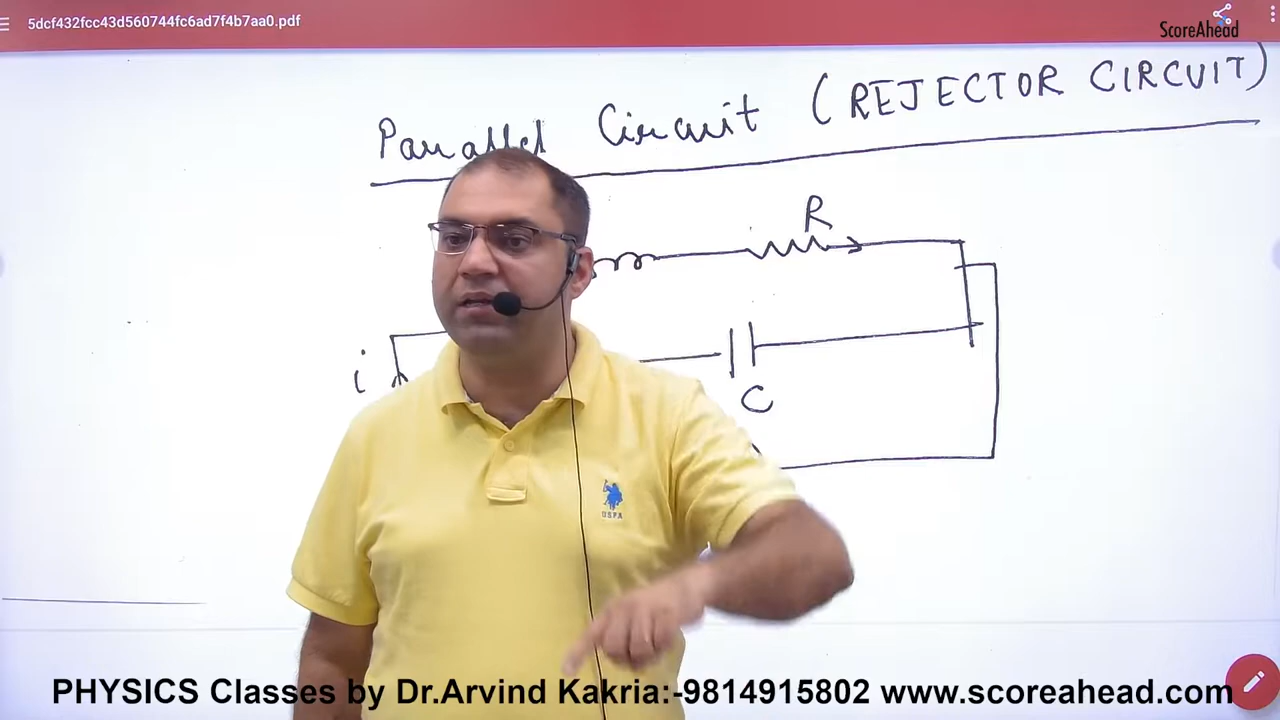 5dcf432fcc43d560744fc6ad7f4b7aa0.pdf
ScoreAhead
Parallel Circuit (REJECTOR CIRCUIT)
R
i
C
USPA
PHYSICS Classes by Dr.Arvind Kakria:-9814915802 www.scoreahead.com